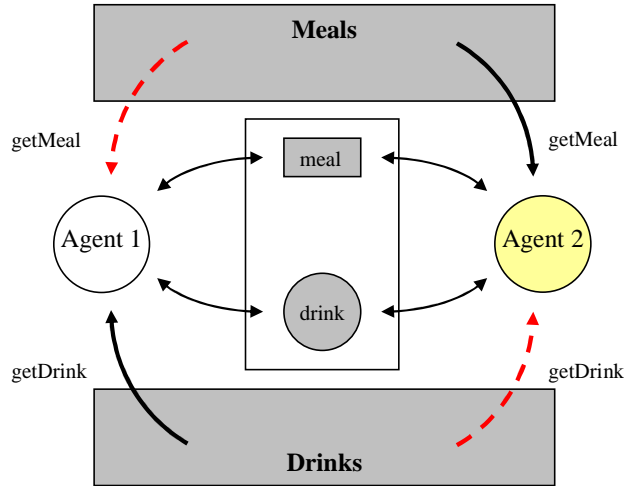 Meals
getMeal
getMeal
meal
Agent 1
Agent 2
drink
getDrink
getDrink
Drinks